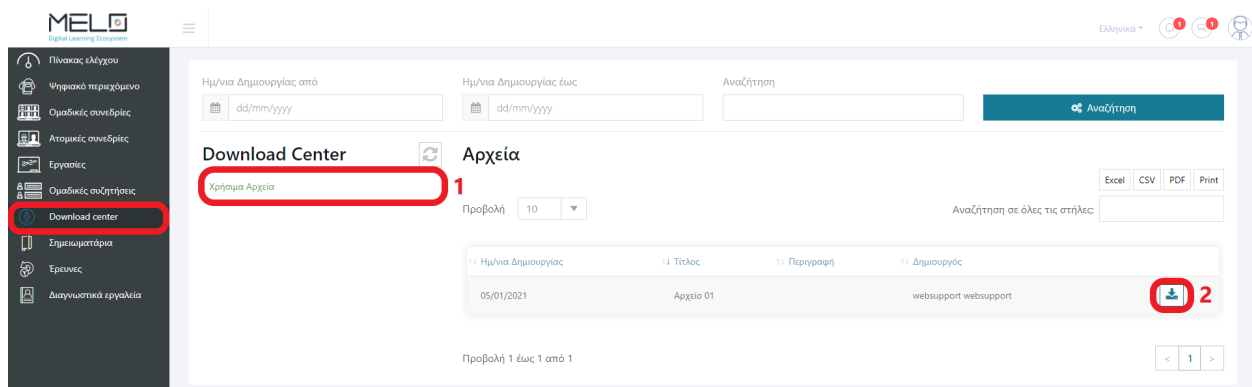 MELO
Digital Learning Ecosystem
Ελληνικά
1
1
Πίνακας ελέγχου
Ψηφιακό περιεχόμενο
Ομαδικές συνεδρίες
Ατομικές συνεδρίες
Εργασίες
Ομαδικές συζητήσεις
Download center
Σημειωματάρια
Έρευνες
Διαγνωστικά εργαλεία
Ημ/νια Δημιουργίας από
Ημ/νια Δημιουργίας έως
Αναζήτηση
dd/mm/yyyy
dd/mm/yyyy
Αναζήτηση
Download Center
Χρήσιμα Αρχεία
1
Αρχεία
Excel CSV PDF Print
Προβολή 10
Αναζήτηση σε όλες τις στήλες:
Ημ/νια Δημιουργίας Τίτλος Περιγραφή Δημιουργός
05/01/2021 Αρχείο 01 websupport websupport
2
Προβολή 1 έως 1 από 1
< 1 >